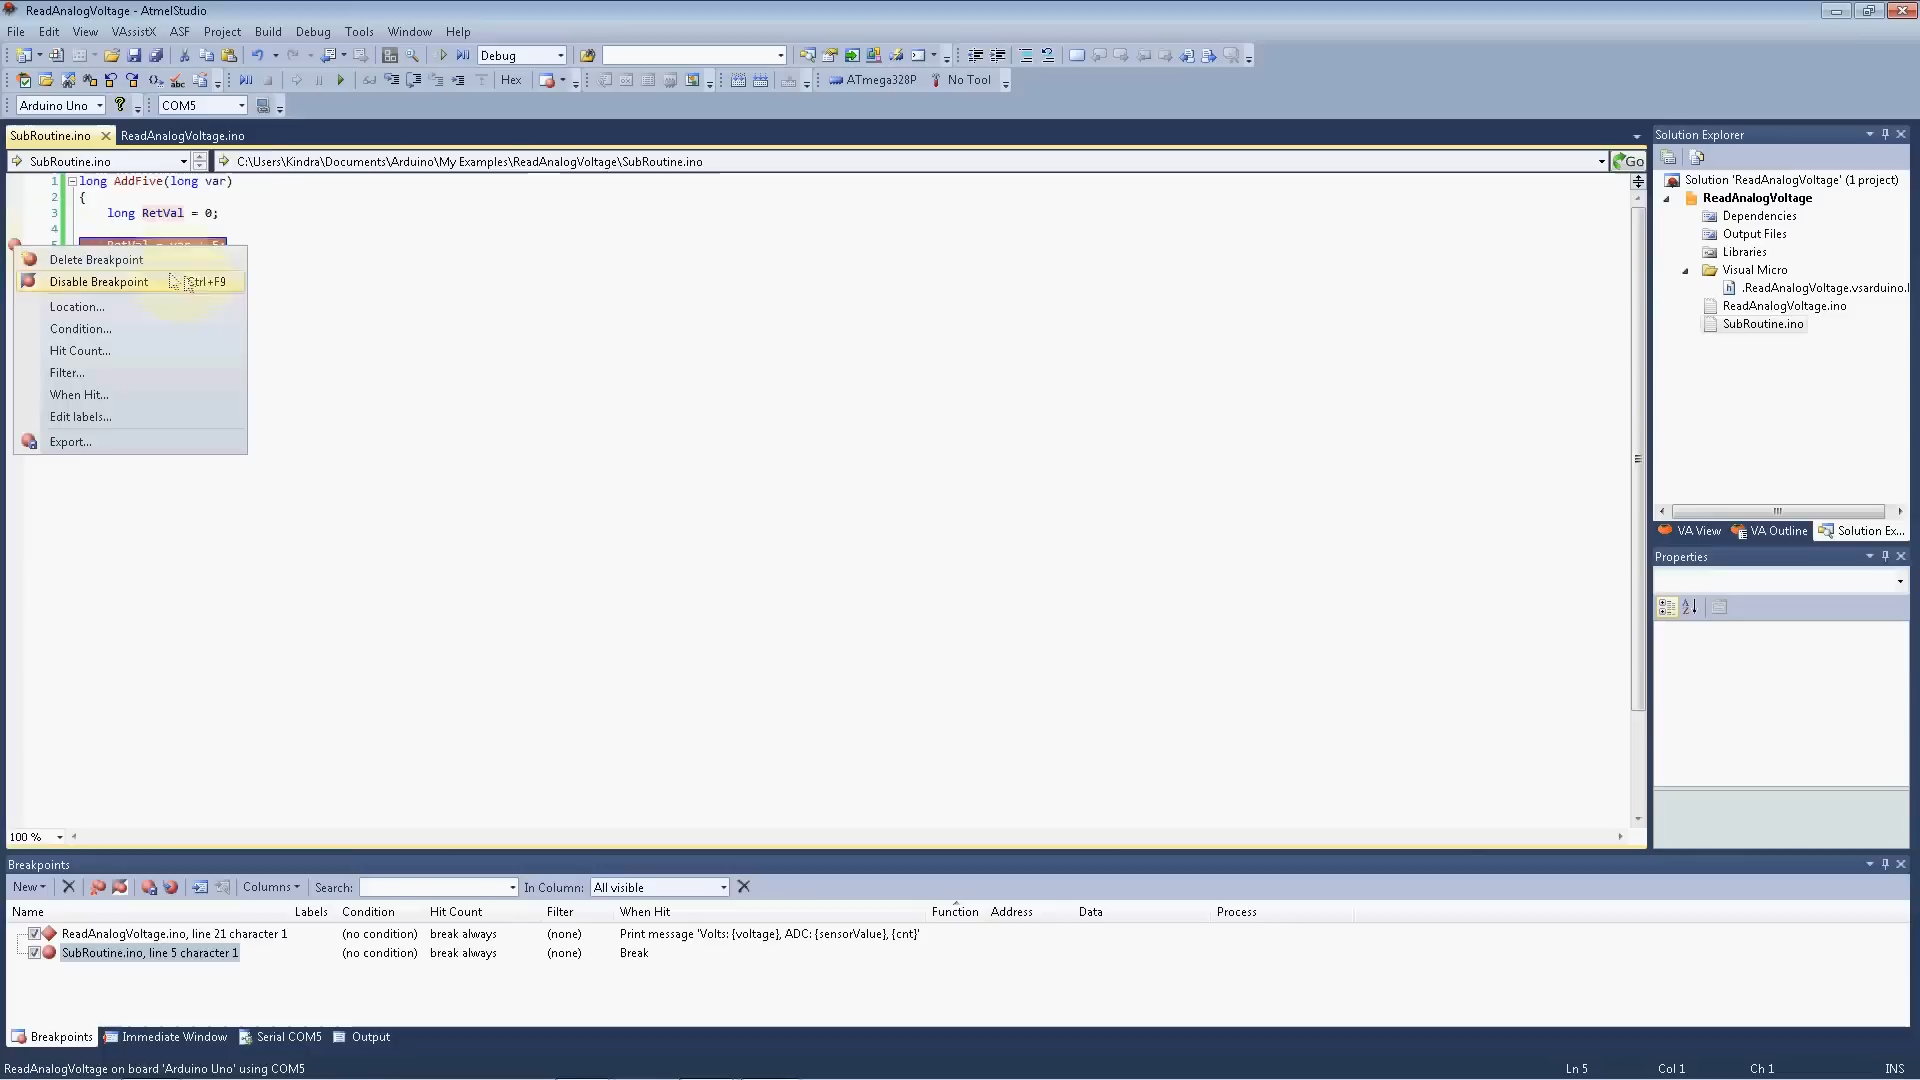 ReadAnalogVoltage - AtmelStudio
File Edit View VAssistX ASF Project Build Debug Tools Window Help
Debug
Hex ATmega328P No Tool
Arduino Uno COM5
SubRoutine.ino ReadAnalogVoltage.ino
SubRoutine.ino C:\Users\Kindra\Documents\Arduino\My Examples\ReadAnalogVoltage\SubRoutine.ino Go
1 long AddFive(long var)
2 {
3 long RetVal = 0;
4
Delete Breakpoint
Disable Breakpoint Ctrl+F9
Location...
Condition...
Hit Count...
Filter...
When Hit...
Edit labels...
Export...
100 %
Solution Explorer
Solution 'ReadAnalogVoltage' (1 project)
ReadAnalogVoltage
Dependencies
Output Files
Libraries
Visual Micro
.ReadAnalogVoltage.vsarduino.
ReadAnalogVoltage.ino
SubRoutine.ino
VA View VA Outline Solution Ex...
Properties
Breakpoints
New Columns Search: In Column: All visible
Name Labels Condition Hit Count Filter When Hit Function Address Data Process
ReadAnalogVoltage.ino, line 21 character 1 (no condition) break always (none) Print message 'Volts: {voltage}, ADC: {sensorValue}, {cnt}'
SubRoutine.ino, line 5 character 1 (no condition) break always (none) Break
Breakpoints Immediate Window Serial COM5 Output
ReadAnalogVoltage on board 'Arduino Uno' using COM5 Ln 5 Col 1 Ch 1 INS